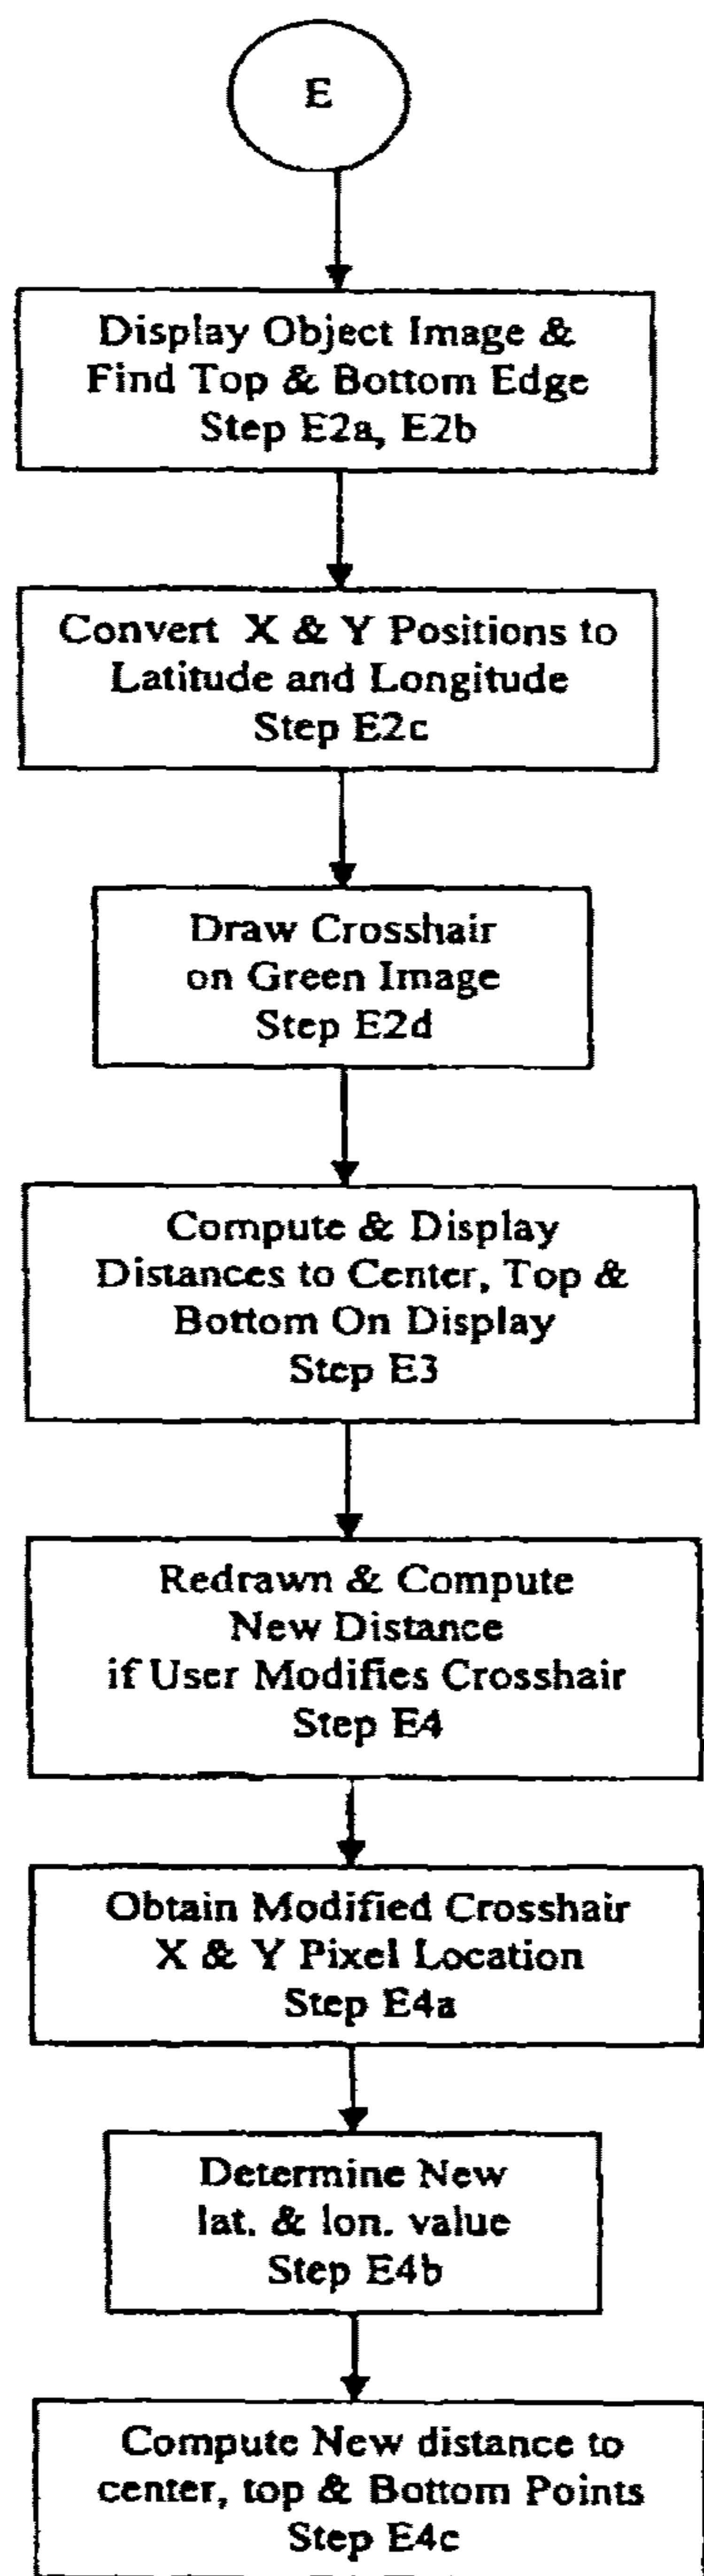 E
Display Object Image &
Find Top & Bottom Edge
Step E2a, E2b
Convert X & Y Positions to
Latitude and Longitude
Step E2c
Draw Crosshair
on Green Image
Step E2d
Compute & Display
Distances to Center, Top &
Bottom On Display
Step E3
Redrawn & Compute
New Distance
if User Modifies Crosshair
Step E4
Obtain Modified Crosshair
X & Y Pixel Location
Step E4a
Determine New
lat. & lon. value
Step E4b
Compute New distance to
center, top & Bottom Points
Step E4c